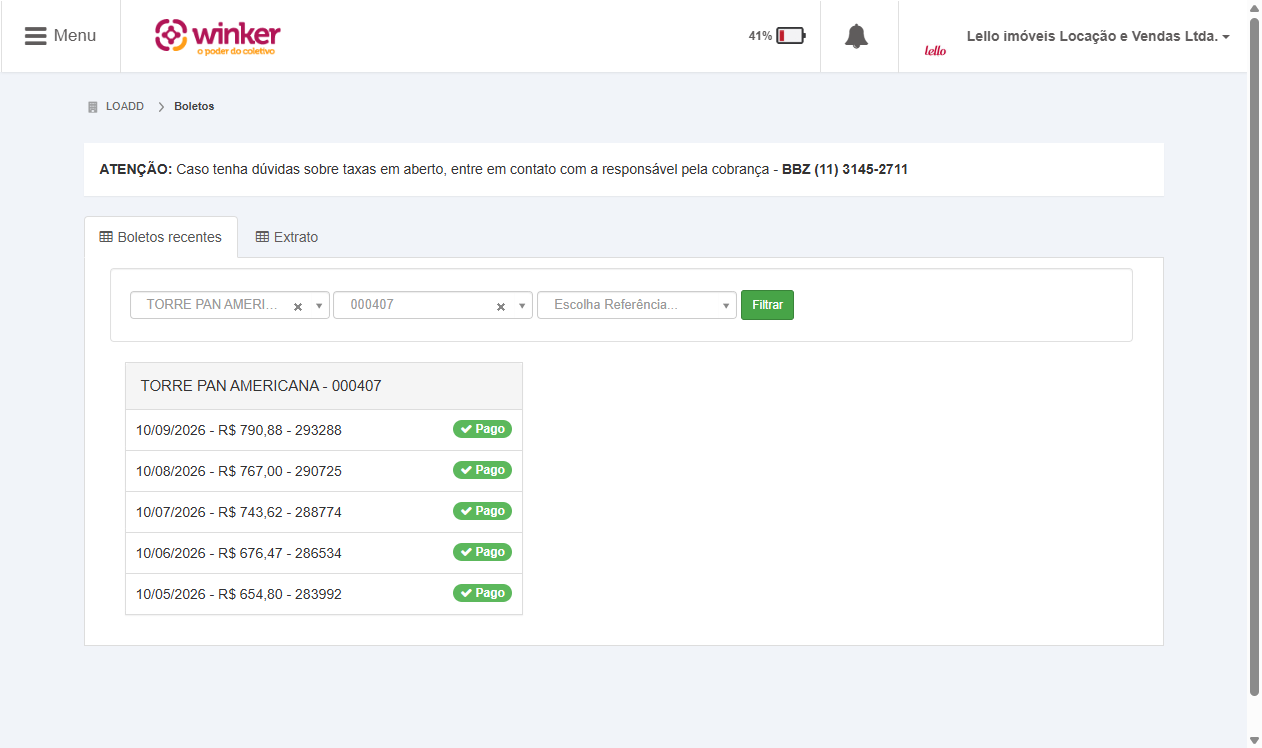 Menu
winker
o poder do coletivo
41%
lello
Lello imóveis Locação e Vendas Ltda.
LOADD
Boletos
ATENÇÃO: Caso tenha dúvidas sobre taxas em aberto, entre em contato com a responsável pela cobrança - BBZ (11) 3145-2711
Boletos recentes
Extrato
TORRE PAN AMERI... ×
000407 ×
Escolha Referência...
Filtrar
TORRE PAN AMERICANA - 000407
10/09/2026 - R$ 790,88 - 293288 Pago
10/08/2026 - R$ 767,00 - 290725 Pago
10/07/2026 - R$ 743,62 - 288774 Pago
10/06/2026 - R$ 676,47 - 286534 Pago
10/05/2026 - R$ 654,80 - 283992 Pago